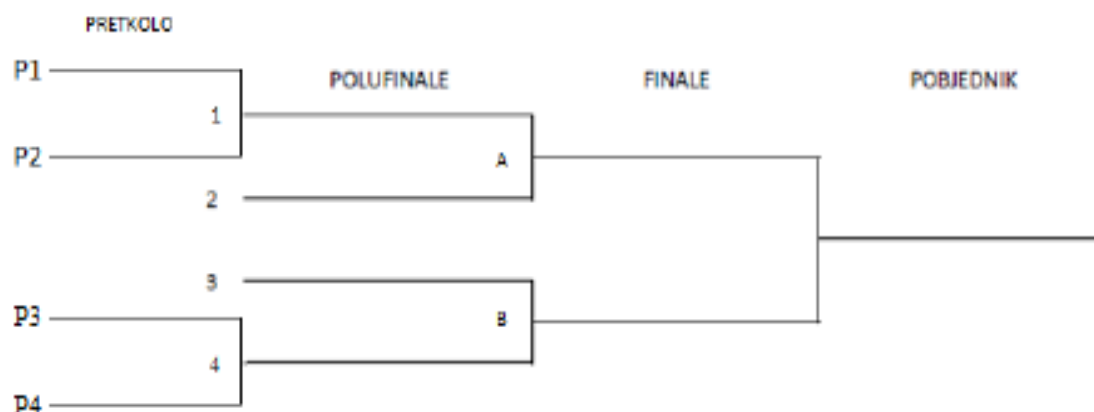 PRETKOLO
P1
POLUFINALE
FINALE
POBJEDNIK
1
P2
A
2
3
P3
B
4
P4